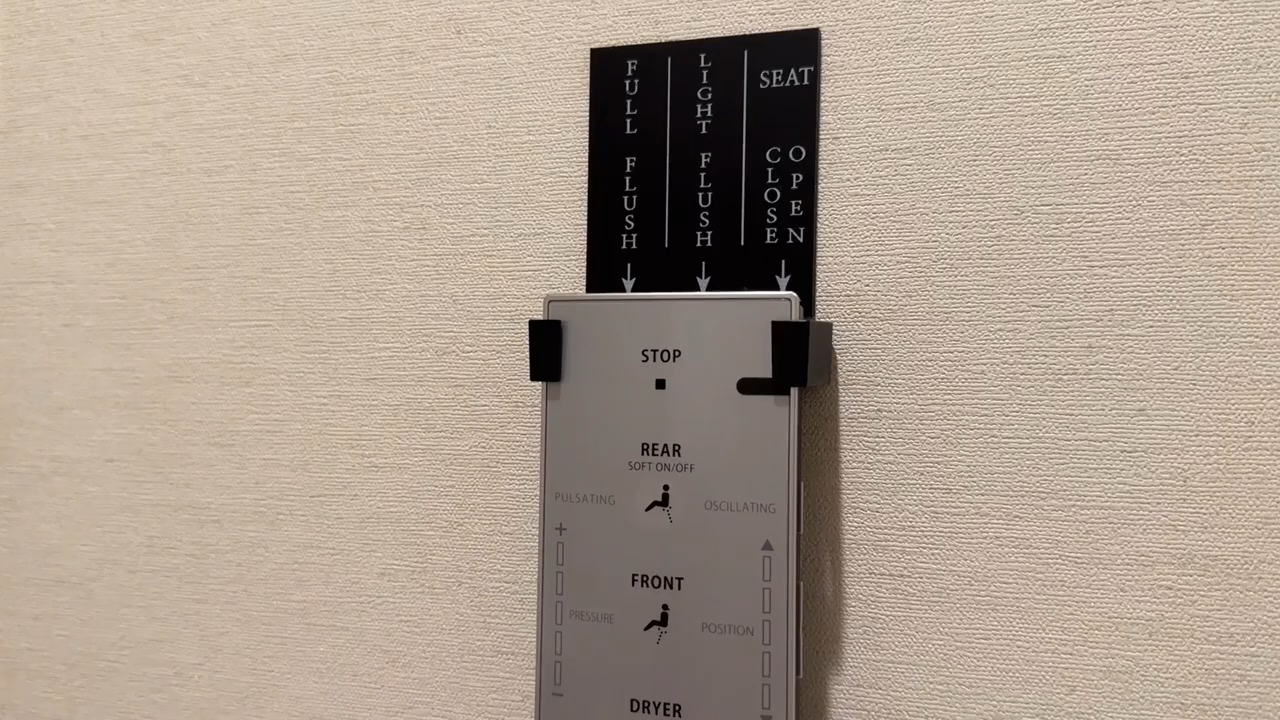 FULL FLUSH
LIGHT FLUSH
SEAT
OPEN
CLOSE
STOP
REAR
SOFT ON/OFF
PULSATING
OSCILLATING
+
FRONT
PRESSURE
POSITION
-
DRYER